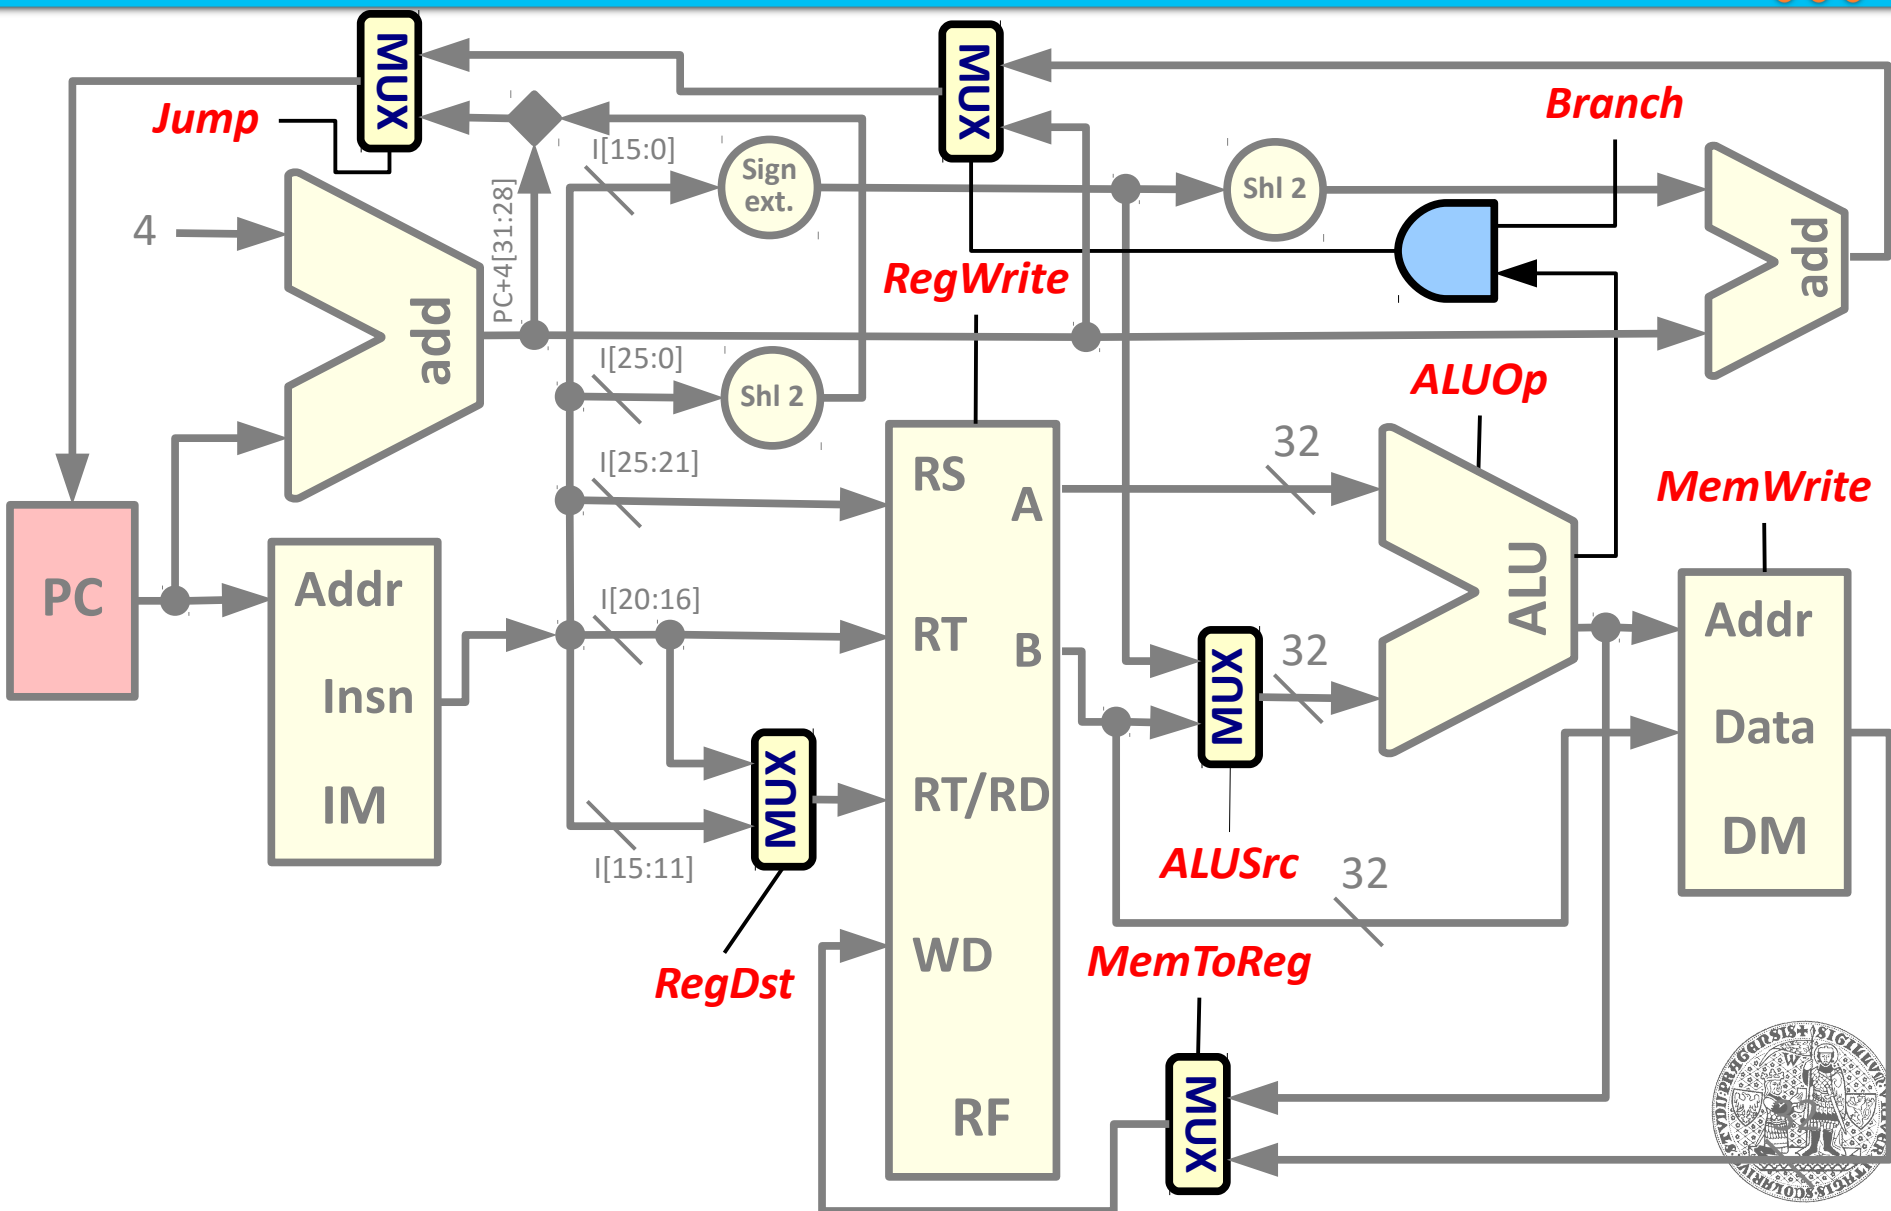 MUX
MUX
Jump
Branch
I[15:0]
Sign
ext.
Shl 2
4
PC+4[31:28]
add
add
RegWrite
I[25:0]
Shl 2
ALUOp
I[25:21]
32
RS
A
MemWrite
PC
Addr
Insn
IM
I[20:16]
RT
B
MUX
32
ALU
Addr
Data
DM
MUX
RT/RD
I[15:11]
ALUSrc
32
WD
RegDst
MemToReg
MUX
RF